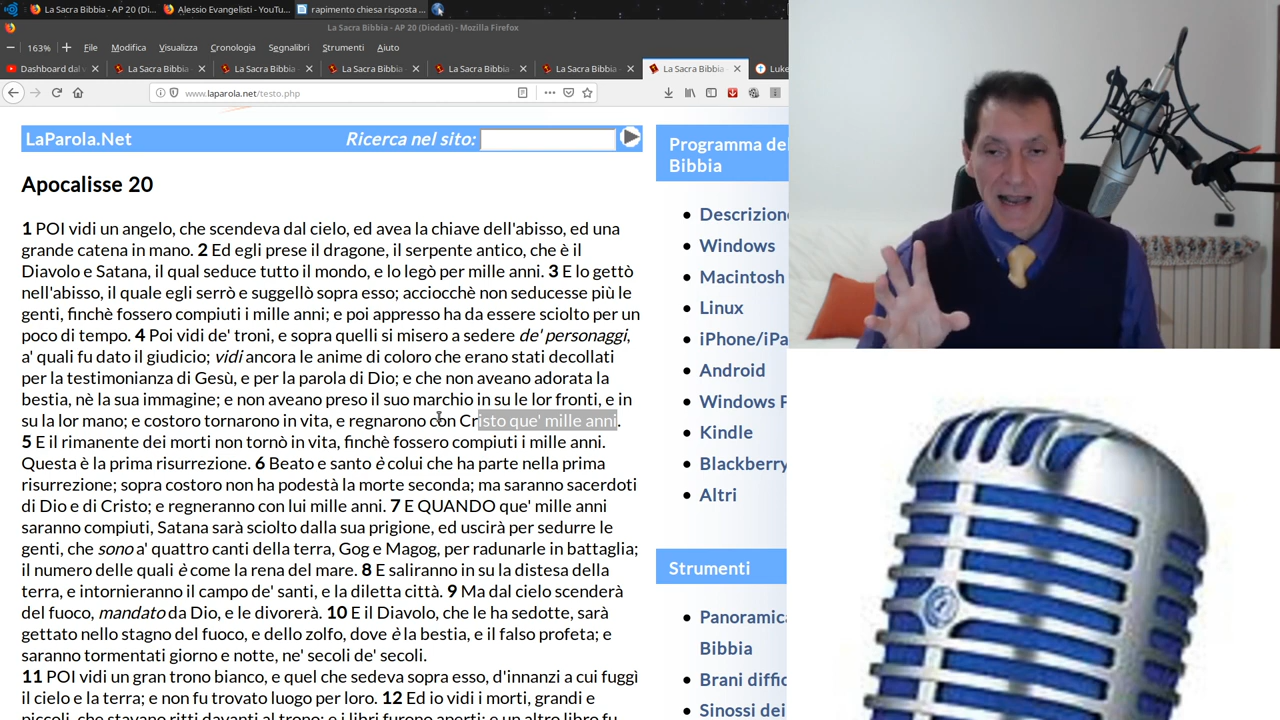 La Sacra Bibbia - AP 20 (Di...
Alessio Evangelisti - YouTu...
rapimento chiesa risposta ...
La Sacra Bibbia - AP 20 (Diodati) - Mozilla Firefox
163%
File
Modifica
Visualizza
Cronologia
Segnalibri
Strumenti
Aiuto
Dashboard dal
La Sacra Bibbia
La Sacra Bibbia
La Sacra Bibbia
La Sacra Bibbia
La Sacra Bibbia
La Sacra Bibbia
Luke
www.laparola.net/testo.php
LaParola.Net
Ricerca nel sito:
Apocalisse 20
1 POI vidi un angelo, che scendeva dal cielo, ed avea la chiave dell'abisso, ed una
grande catena in mano. 2 Ed egli prese il dragone, il serpente antico, che è il
Diavolo e Satana, il qual seduce tutto il mondo, e lo legò per mille anni. 3 E lo gettò
nell'abisso, il quale egli serrò e suggellò sopra esso; acciocchè non seducesse più le
genti, finchè fossero compiuti i mille anni; e poi appresso ha da essere sciolto per un
poco di tempo. 4 Poi vidi de' troni, e sopra quelli si misero a sedere de' personaggi,
a' quali fu dato il giudicio; vidi ancora le anime di coloro che erano stati decollati
per la testimonianza di Gesù, e per la parola di Dio; e che non aveano adorata la
bestia, nè la sua immagine; e non aveano preso il suo marchio in su le lor fronti, e in
su la lor mano; e costoro tornarono in vita, e regnarono con Cristo que' mille anni.
5 E il rimanente dei morti non tornò in vita, finchè fossero compiuti i mille anni.
Questa è la prima risurrezione. 6 Beato e santo è colui che ha parte nella prima
risurrezione; sopra costoro non ha podestà la morte seconda; ma saranno sacerdoti
di Dio e di Cristo; e regneranno con lui mille anni. 7 E QUANDO que' mille anni
saranno compiuti, Satana sarà sciolto dalla sua prigione, ed uscirà per sedurre le
genti, che sono a' quattro canti della terra, Gog e Magog, per radunarle in battaglia;
il numero delle quali è come la rena del mare. 8 E saliranno in su la distesa della
terra, e intornieranno il campo de' santi, e la diletta città. 9 Ma dal cielo scenderà
del fuoco, mandato da Dio, e le divorerà. 10 E il Diavolo, che le ha sedotte, sarà
gettato nello stagno del fuoco, e dello zolfo, dove è la bestia, e il falso profeta; e
saranno tormentati giorno e notte, ne' secoli de' secoli.
11 POI vidi un gran trono bianco, e quel che sedeva sopra esso, d'innanzi a cui fuggì
il cielo e la terra; e non fu trovato luogo per loro. 12 Ed io vidi i morti, grandi e
piccoli, che stavano ritti davanti al trono; e i libri furono aperti; e un altro libro fu
Programma de
Bibbia
Descrizion
Windows
Macintosh
Linux
iPhone/iPa
Android
Windows P
Kindle
Blackberry
Altri
Strumenti
Panoramica
Bibbia
Brani diffic
Sinossi dei